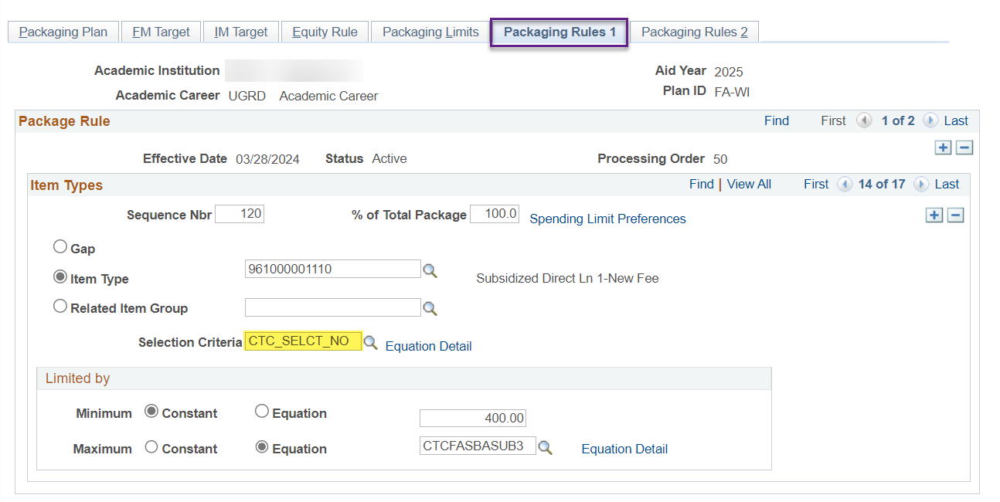 Packaging Plan FM Target IM Target Equity Rule Packaging Limits Packaging Rules 1 Packaging Rules 2
Academic Institution Aid Year 2025
Academic Career UGRD Academic Career Plan ID FA-WI
Package Rule Find First 1 of 2 Last
Effective Date 03/28/2024 Status Active Processing Order 50
Item Types Find | View All First 14 of 17 Last
Sequence Nbr 120 % of Total Package 100.0 Spending Limit Preferences
Gap
Item Type 961000001110 Subsidized Direct Ln 1-New Fee
Related Item Group
Selection Criteria CTC_SELCT_NO Equation Detail
Limited by
Minimum Constant Equation 400.00
Maximum Constant Equation CTCFASBASUB3 Equation Detail